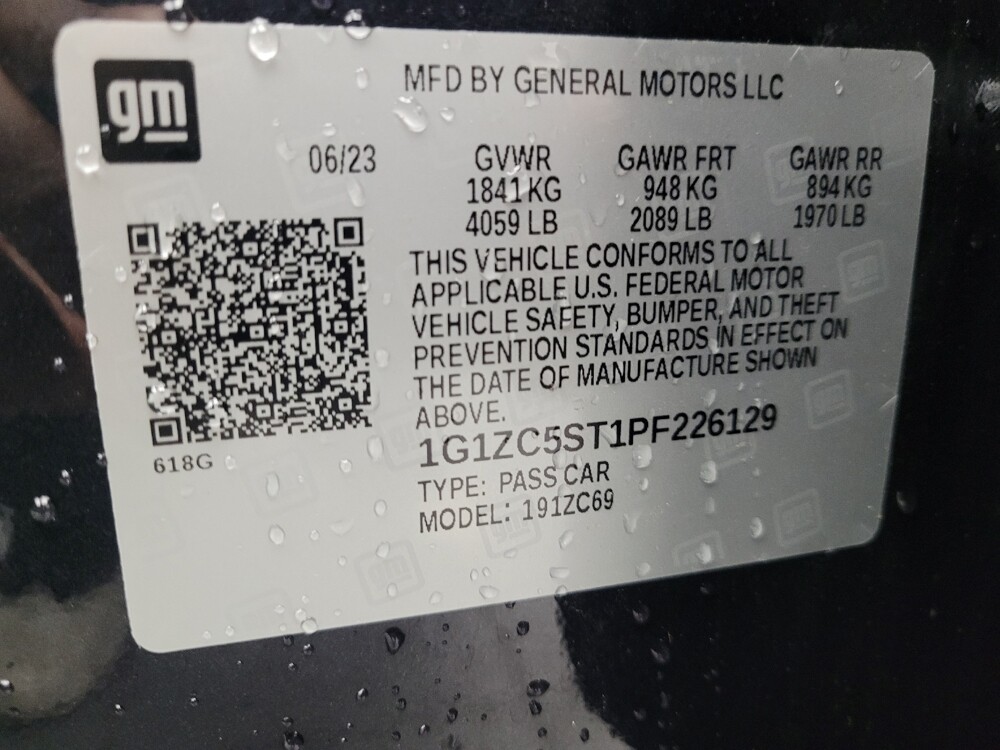 gm
MFD BY GENERAL MOTORS LLC
06/23 GVWR GAWR FRT GAWR RR
1841 KG 948 KG 894 KG
4059 LB 2089 LB 1970 LB
THIS VEHICLE CONFORMS TO ALL
APPLICABLE U.S. FEDERAL MOTOR
VEHICLE SAFETY, BUMPER, AND THEFT
PREVENTION STANDARDS IN EFFECT ON
THE DATE OF MANUFACTURE SHOWN
ABOVE.
1G1ZC5ST1PF226129
618G
TYPE: PASS CAR
MODEL: 191ZC69